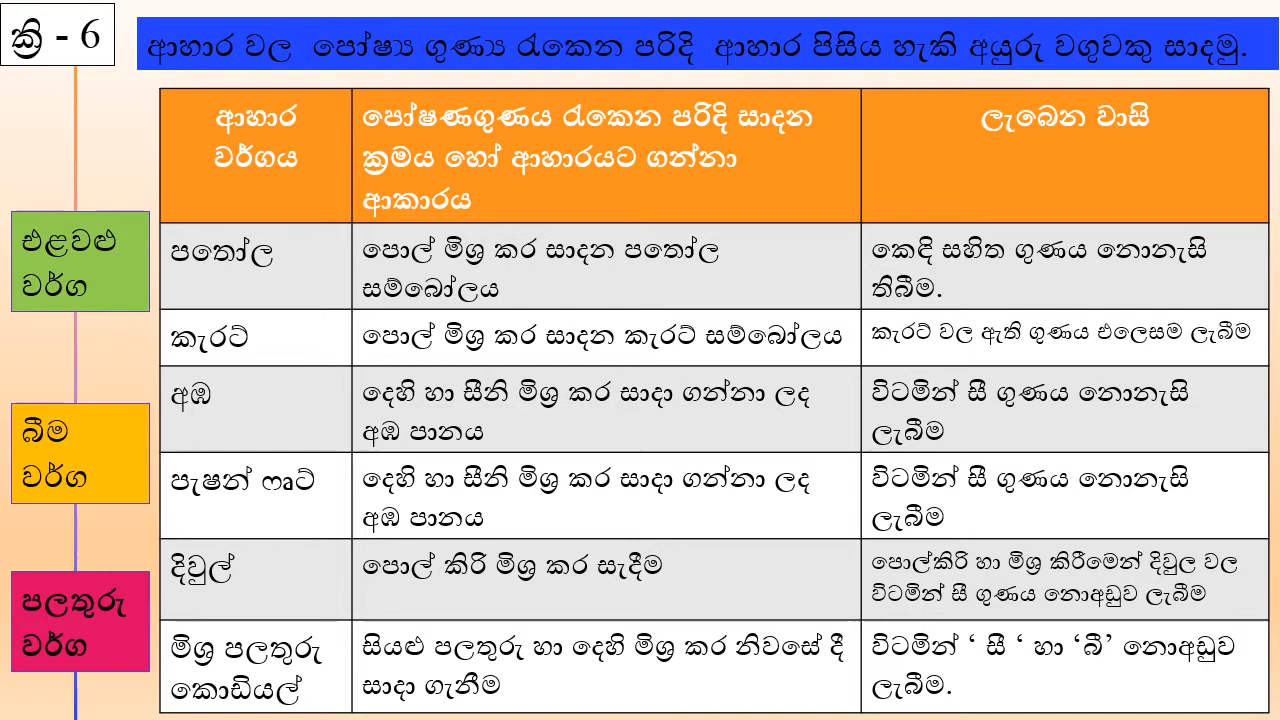 ක්‍රි - 6
ආහාර වල පෝෂ්‍ය ගුණ්‍ය රැකෙන පරිදි ආහාර පිසිය හැකි අයුරු වගුවකු සාදමු.
ආහාර
වර්ගය
පෝෂණගුණය රැකෙන පරිදි සාදන
ක්‍රමය හෝ ආහාරයට ගන්නා
ආකාරය
ලැබෙන වාසි
එළවළු
වර්ග
පතෝල
පොල් මිශ්‍ර කර සාදන පතෝල
සම්බෝලය
කෙඳි සහිත ගුණය නොනැසි
තිබීම.
කැරට්
පොල් මිශ්‍ර කර සාදන කැරට් සම්බෝලය
කැරට් වල ඇති ගුණය එලෙසම ලැබීම
බීම
වර්ග
අඹ
දෙහි හා සීනි මිශ්‍ර කර සාදා ගන්නා ලද
අඹ පානය
විටමින් සී ගුණය නොනැසි
ලැබීම
පැෂන් ෆෘට්
දෙහි හා සීනි මිශ්‍ර කර සාදා ගන්නා ලද
අඹ පානය
විටමින් සී ගුණය නොනැසි
ලැබීම
පලතුරු
වර්ග
දිවුල්
පොල් කිරි මිශ්‍ර කර සැදීම
පොල්කිරි හා මිශ්‍ර කිරීමෙන් දිවුල වල
විටමින් සී ගුණය නොඅඩුව ලැබීම
මිශ්‍ර පලතුරු
කොඩියල්
සියළු පලතුරු හා දෙහි මිශ්‍ර කර නිවසේ දී
සාදා ගැනීම
විටමින් ‘ සී ‘ හා ‘බී’ නොඅඩුව
ලැබීම.